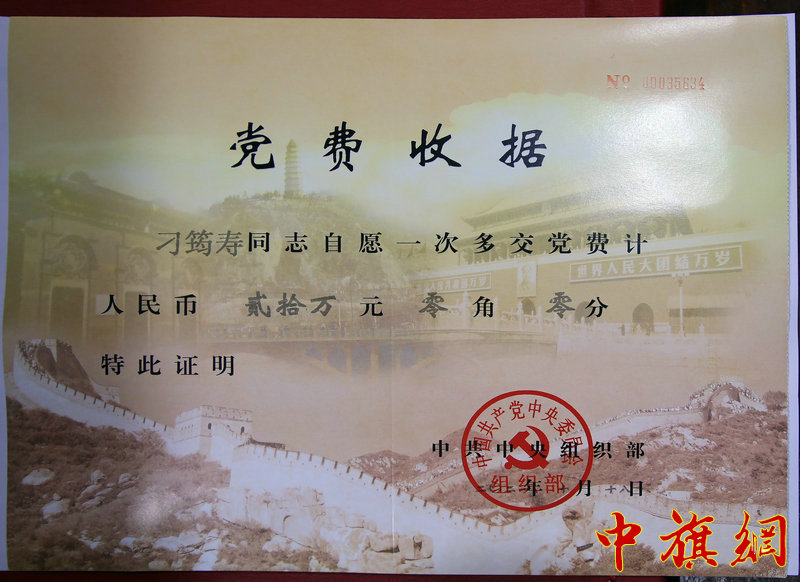 № 00035634
党费收据
刁筠寿同志自愿一次多交党费计
人民币 贰拾万 元 零 角 零 分
世界人民大团结万岁
特此证明
中国共产党中央委员会
组织部
中共中央组织部
年 月 十八 日
中旗網